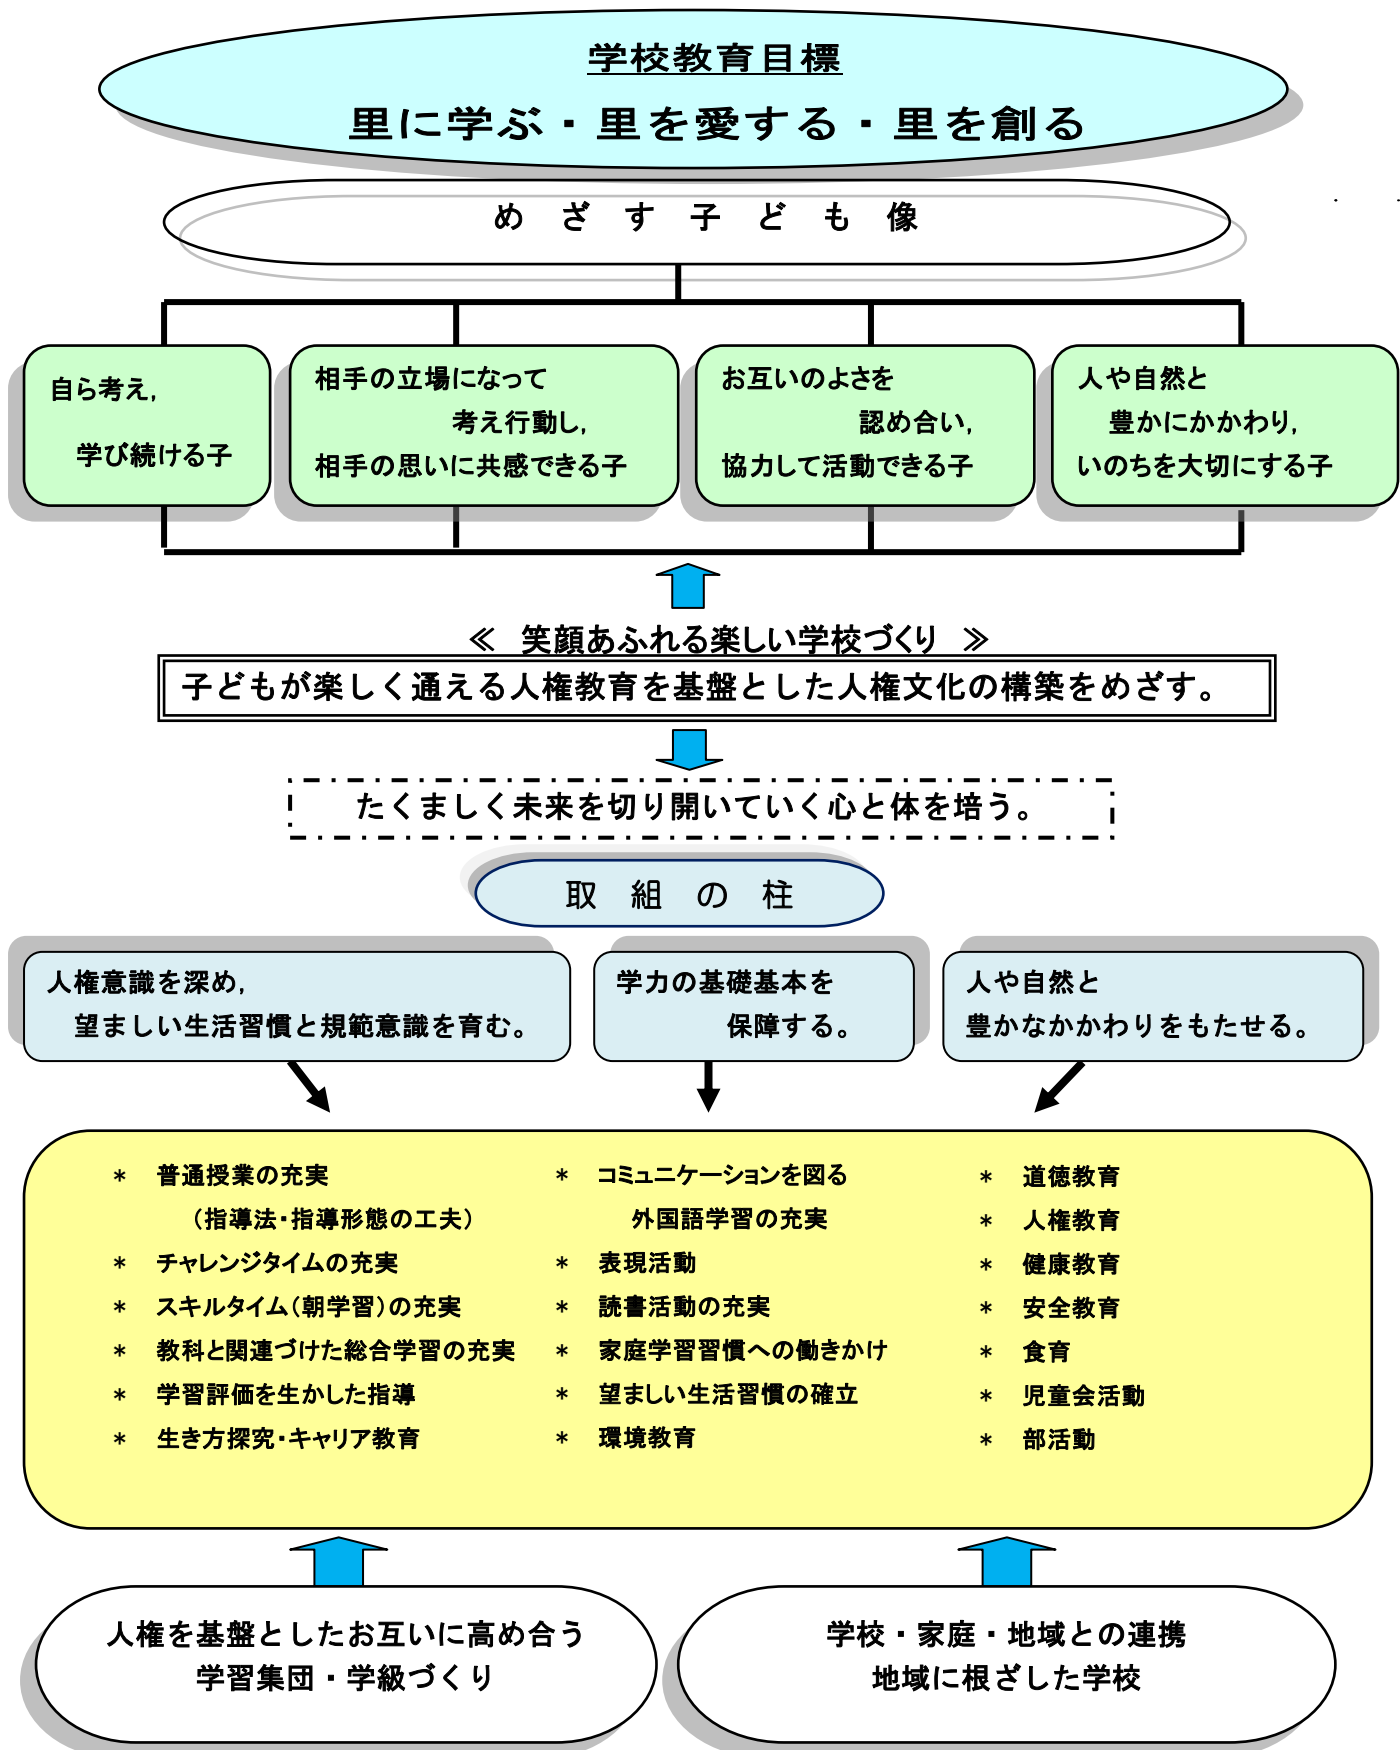 学校教育目標
里に学ぶ・里を愛する・里を創る
めざす子ども像
自ら考え,
学び続ける子
相手の立場になって
考え行動し,
相手の思いに共感できる子
お互いのよさを
認め合い,
協力して活動できる子
人や自然と
豊かにかかわり,
いのちを大切にする子
≪ 笑顔あふれる楽しい学校づくり ≫
子どもが楽しく通える人権教育を基盤とした人権文化の構築をめざす。
たくましく未来を切り開いていく心と体を培う。
取組の柱
人権意識を深め,
望ましい生活習慣と規範意識を育む。
学力の基礎基本を
保障する。
人や自然と
豊かなかかわりをもたせる。
* 普通授業の充実
(指導法・指導形態の工夫)
* チャレンジタイムの充実
* スキルタイム(朝学習)の充実
* 教科と関連づけた総合学習の充実
* 学習評価を生かした指導
* 生き方探究・キャリア教育
* コミュニケーションを図る
外国語学習の充実
* 表現活動
* 読書活動の充実
* 家庭学習習慣への働きかけ
* 望ましい生活習慣の確立
* 環境教育
* 道徳教育
* 人権教育
* 健康教育
* 安全教育
* 食育
* 児童会活動
* 部活動
人権を基盤としたお互いに高め合う
学習集団・学級づくり
学校・家庭・地域との連携
地域に根ざした学校